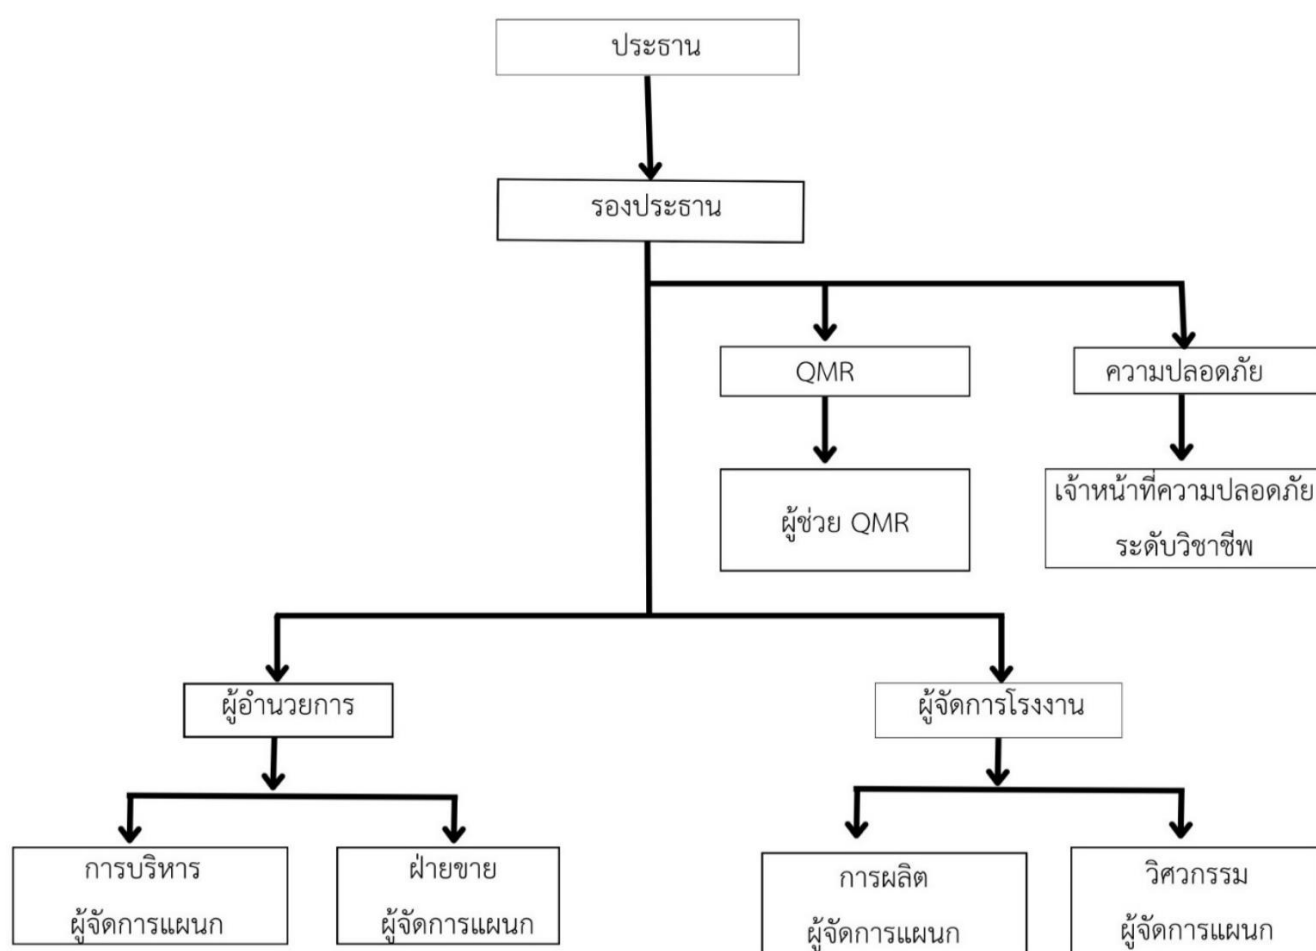 ประธาน
รองประธาน
QMR
ความปลอดภัย
ผู้ช่วย QMR
เจ้าหน้าที่ความปลอดภัย
ระดับวิชาชีพ
ผู้อำนวยการ
ผู้จัดการโรงงาน
การบริหาร
ผู้จัดการแผนก
ฝ่ายขาย
ผู้จัดการแผนก
การผลิต
ผู้จัดการแผนก
วิศวกรรม
ผู้จัดการแผนก